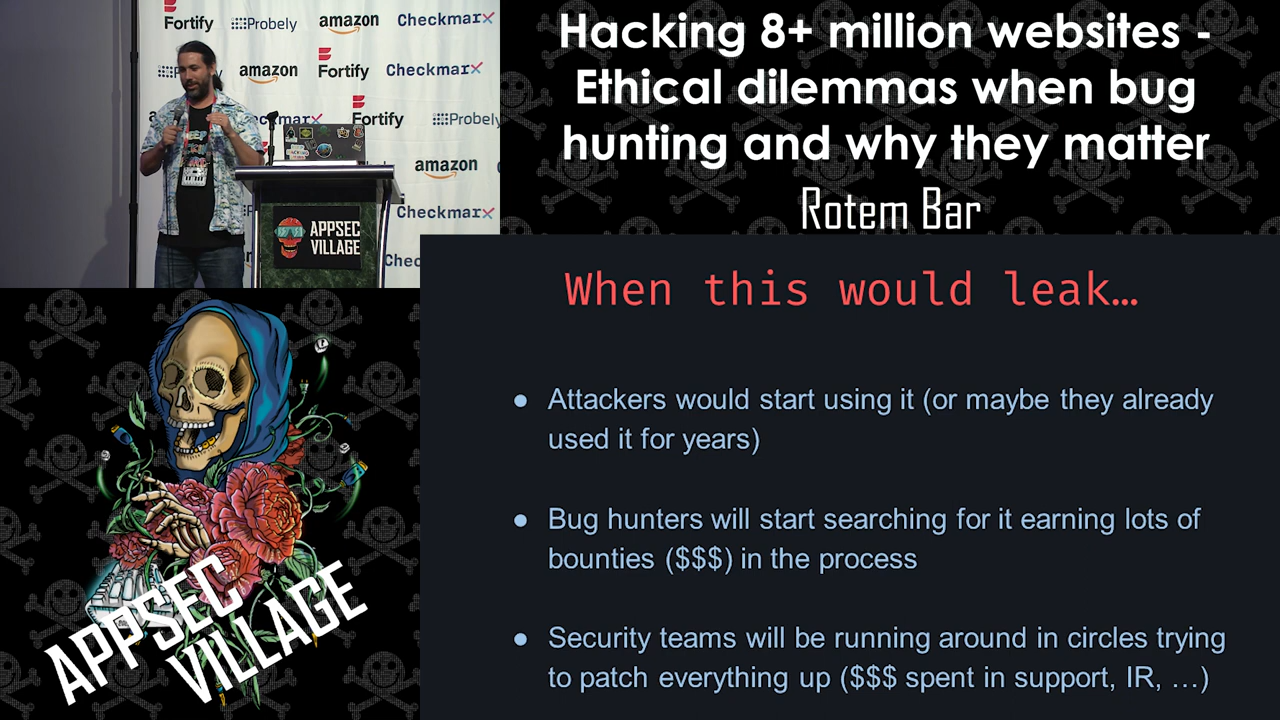 Fortify
Probely
amazon
Checkmarx
amazon
Fortify
Checkmarx
Fortify
Probely
amazon
Checkmarx
APPSEC
VILLAGE
Hacking 8+ million websites -
Ethical dilemmas when bug
hunting and why they matter
Rotem Bar
When this would leak…
● Attackers would start using it (or maybe they already
used it for years)
● Bug hunters will start searching for it earning lots of
bounties ($$$) in the process
● Security teams will be running around in circles trying
to patch everything up ($$$ spent in support, IR, …)
APPSEC
VILLAGE